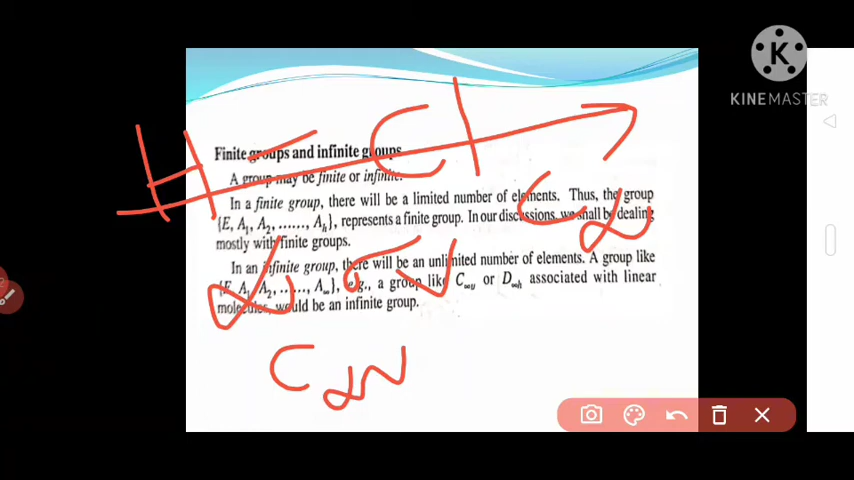 KINEMASTER
Finite groups and infinite groups
A group may be finite or infinite.
In a finite group, there will be a limited number of elements. Thus, the group
{E, A₁, A₂, ......, Aₕ}, represents a finite group. In our discussions, we shall be dealing
mostly with finite groups.
In an infinite group, there will be an unlimited number of elements. A group like
{E, A₁, A₂, ....., A∞}, e.g., a group like C∞υ or D∞h associated with linear
molecules, would be an infinite group.
H – Cl
C∞
∞ σv
C∞v